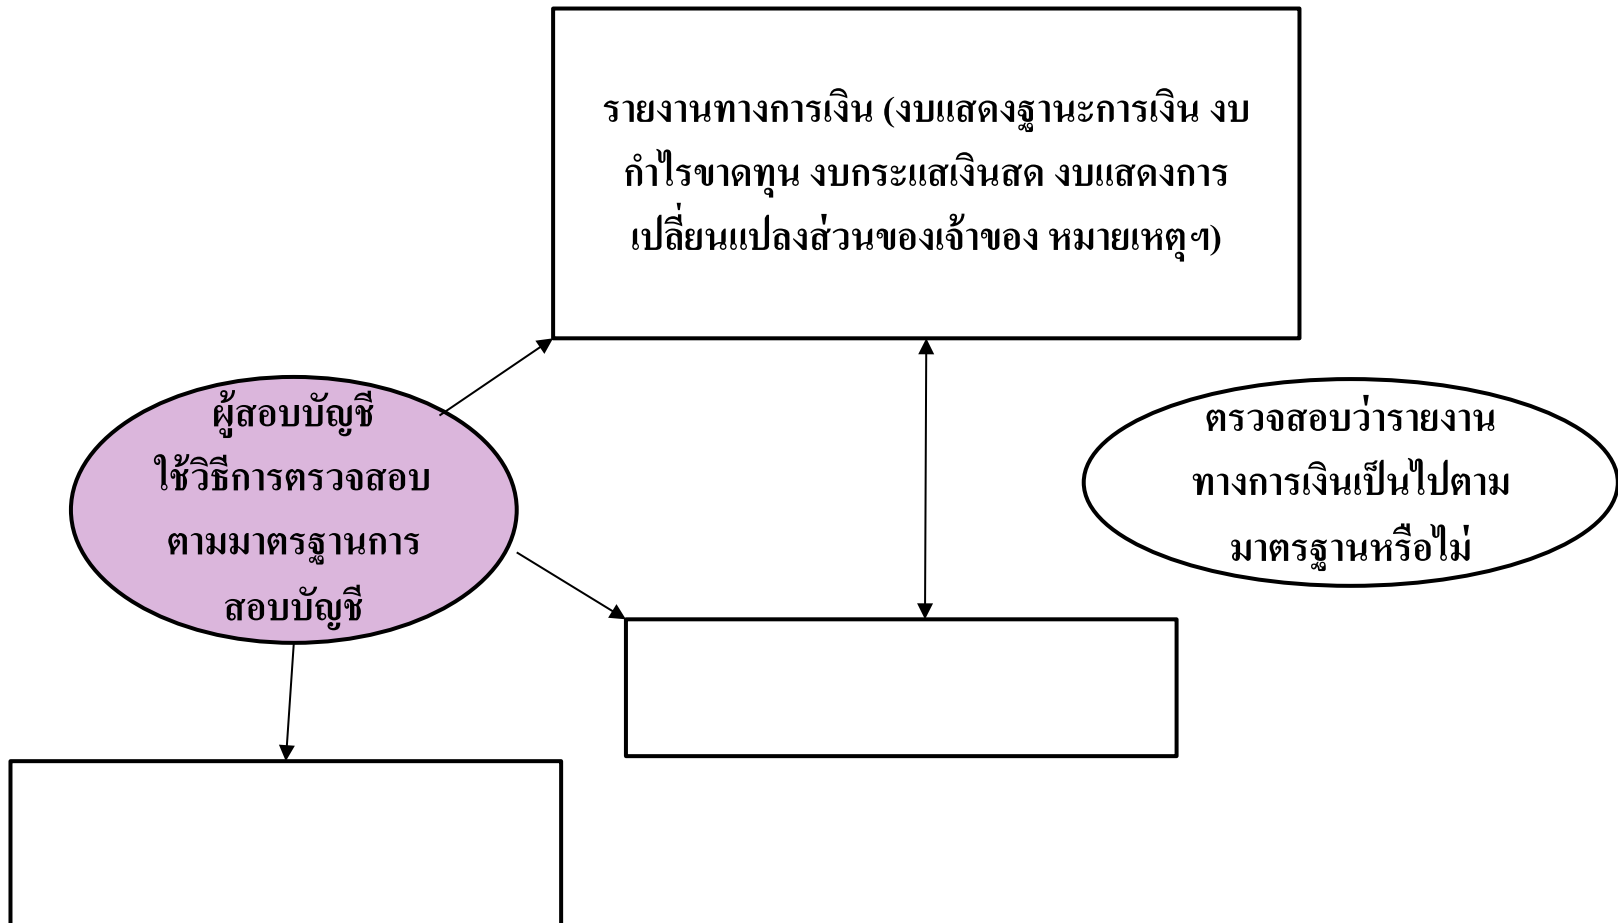 รายงานทางการเงิน (งบแสดงฐานะการเงิน งบ
กำไรขาดทุน งบกระแสเงินสด งบแสดงการ
เปลี่ยนแปลงส่วนของเจ้าของ หมายเหตุฯ)
ผู้สอบบัญชี
ใช้วิธีการตรวจสอบ
ตามมาตรฐานการ
สอบบัญชี
ตรวจสอบว่ารายงาน
ทางการเงินเป็นไปตาม
มาตรฐานหรือไม่